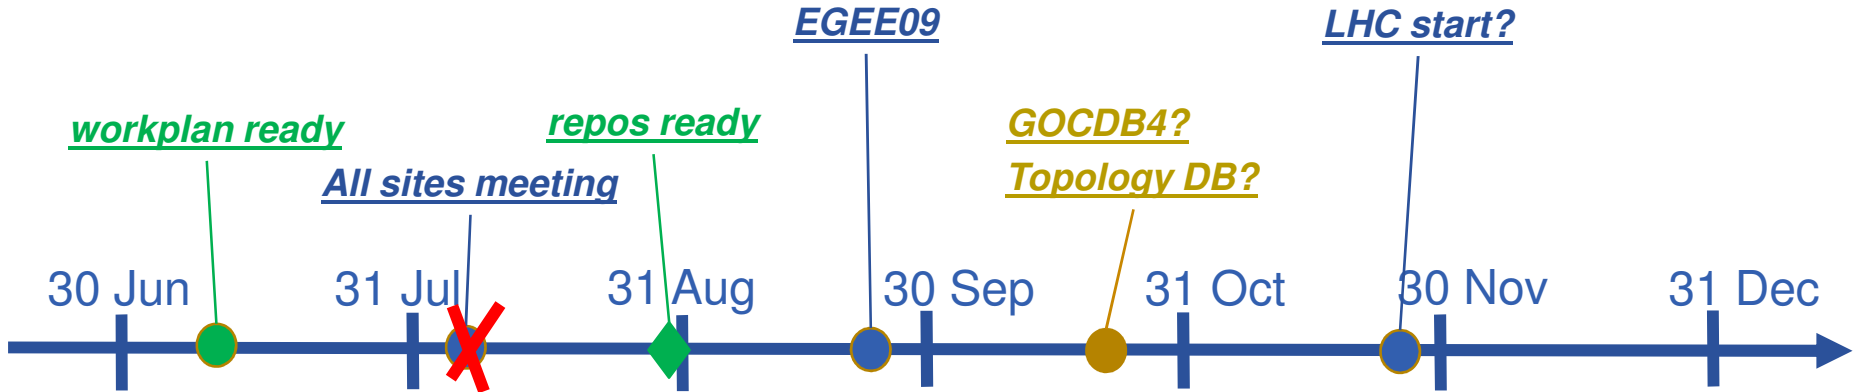 EGEE09
LHC start?
workplan ready
repos ready
GOCDB4?
All sites meeting
Topology DB?
30 Jun
31 Jul
31 Aug
30 Sep
31 Oct
30 Nov
31 Dec